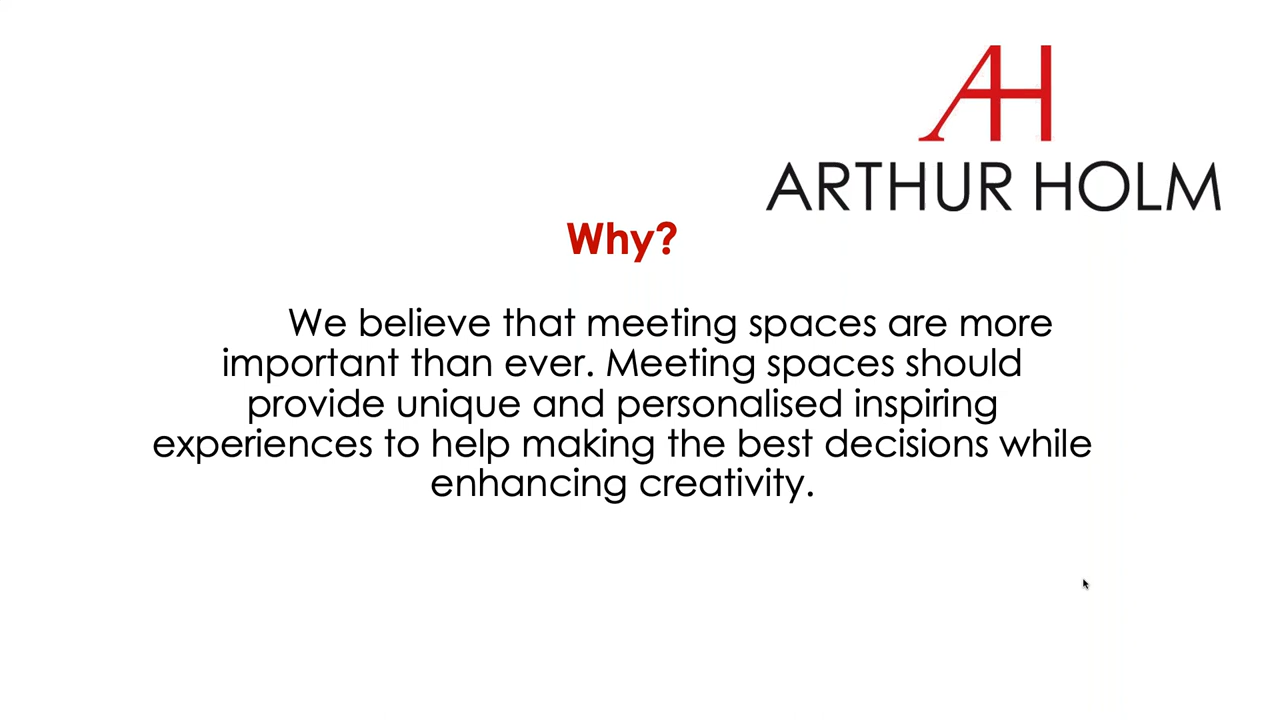 AH
ARTHUR HOLM
Why?
We believe that meeting spaces are more
important than ever. Meeting spaces should
provide unique and personalised inspiring
experiences to help making the best decisions while
enhancing creativity.